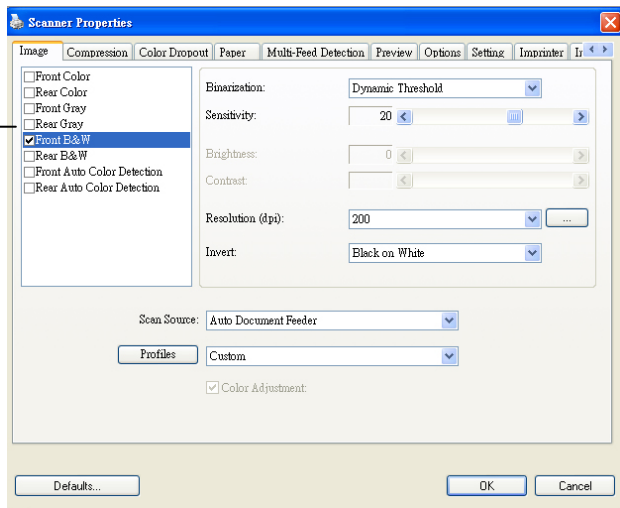 Scanner Properties
Image Compression Color Dropout Paper Multi-Feed Detection Preview Options Setting Imprinter
Front Color
Rear Color
Front Gray
Rear Gray
Front B&W
Rear B&W
Front Auto Color Detection
Rear Auto Color Detection
Binarization: Dynamic Threshold
Sensitivity: 20
Brightness: 0
Contrast:
Resolution (dpi): 200 ...
Invert: Black on White
Scan Source: Auto Document Feeder
Profiles Custom
Color Adjustment:
Defaults... OK Cancel